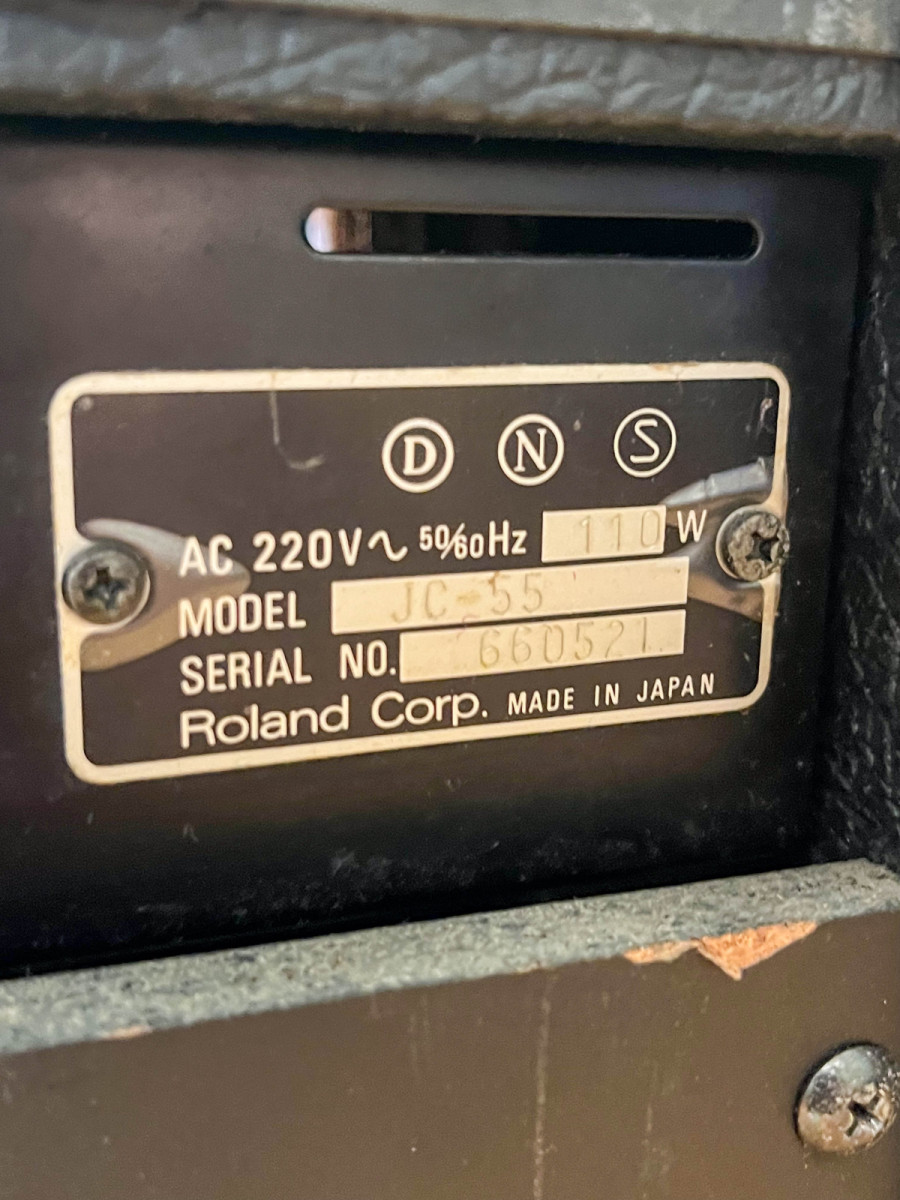 D N S
AC 220V~ 50/60Hz 110 W
MODEL JC-55
SERIAL NO. 660521
Roland Corp. MADE IN JAPAN